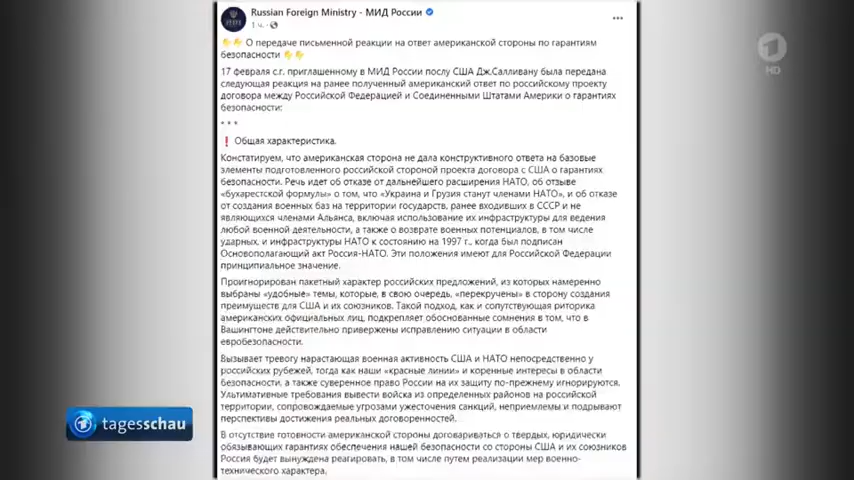 Russian Foreign Ministry - МИД России
1 ч. ·
О передаче письменной реакции на ответ американской стороны по гарантиям
безопасности
17 февраля с.г. приглашенному в МИД России послу США Дж.Салливану была передана
следующая реакция на ранее полученный американский ответ по российскому проекту
договора между Российской Федерацией и Соединенными Штатами Америки о гарантиях
безопасности:
* * *
❗ Общая характеристика.
Констатируем, что американская сторона не дала конструктивного ответа на базовые
элементы подготовленного российской стороной проекта договора с США о гарантиях
безопасности. Речь идет об отказе от дальнейшего расширения НАТО, об отзыве
«бухарестской формулы» о том, что «Украина и Грузия станут членами НАТО», и об отказе
от создания военных баз на территории государств, ранее входивших в СССР и не
являющихся членами Альянса, включая использование их инфраструктуры для ведения
любой военной деятельности, а также о возврате военных потенциалов, в том числе
ударных, и инфраструктуры НАТО к состоянию на 1997 г., когда был подписан
Основополагающий акт Россия-НАТО. Эти положения имеют для Российской Федерации
принципиальное значение.
Проигнорирован пакетный характер российских предложений, из которых намеренно
выбраны «удобные» темы, которые, в свою очередь, «перекручены» в сторону создания
преимуществ для США и их союзников. Такой подход, как и сопутствующая риторика
американских официальных лиц, подкрепляет обоснованные сомнения в том, что в
Вашингтоне действительно привержены исправлению ситуации в области
евробезопасности.
Вызывает тревогу нарастающая военная активность США и НАТО непосредственно у
российских рубежей, тогда как наши «красные линии» и коренные интересы в области
безопасности, а также суверенное право России на их защиту по-прежнему игнорируются.
Ультимативные требования вывести войска из определенных районов на российской
территории, сопровождаемые угрозами ужесточения санкций, неприемлемы и подрывают
перспективы достижения реальных договоренностей.
В отсутствие готовности американской стороны договариваться о твердых, юридически
обязывающих гарантиях обеспечения нашей безопасности со стороны США и их союзников
Россия будет вынуждена реагировать, в том числе путем реализации мер военно-
технического характера.
1
HD
tagesschau